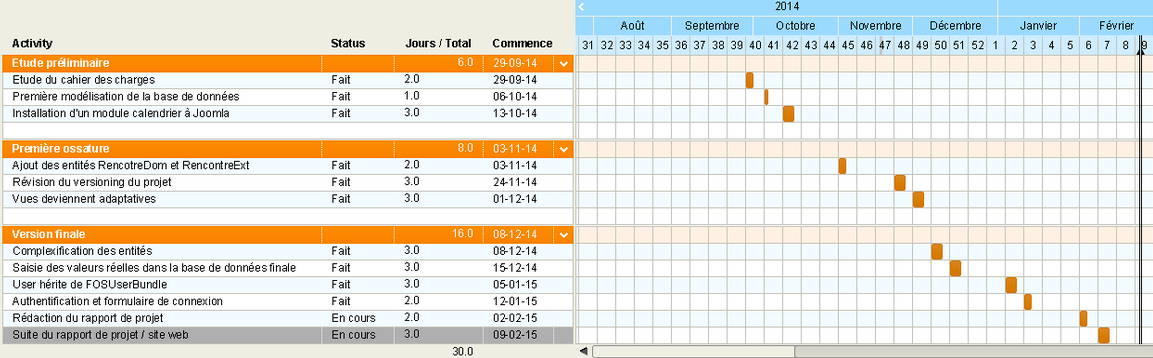 2014
Août Septembre Octobre Novembre Décembre Janvier Février
Activity Status Jours / Total Commence 31 32 33 34 35 36 37 38 39 40 41 42 43 44 45 46 47 48 49 50 51 52 1 2 3 4 5 6 7 8 9
Etude préliminaire 6.0 29-09-14
Etude du cahier des charges Fait 2.0 29-09-14
Première modélisation de la base de données Fait 1.0 06-10-14
Installation d'un module calendrier à Joomla Fait 3.0 13-10-14
Première ossature 8.0 03-11-14
Ajout des entités RencotreDom et RencontreExt Fait 2.0 03-11-14
Révision du versioning du projet Fait 3.0 24-11-14
Vues deviennent adaptatives Fait 3.0 01-12-14
Version finale 16.0 08-12-14
Complexification des entités Fait 3.0 08-12-14
Saisie des valeurs réelles dans la base de données finale Fait 3.0 15-12-14
User hérite de FOSUserBundle Fait 3.0 05-01-15
Authentification et formulaire de connexion Fait 2.0 12-01-15
Rédaction du rapport de projet En cours 2.0 02-02-15
Suite du rapport de projet / site web En cours 3.0 09-02-15
30.0